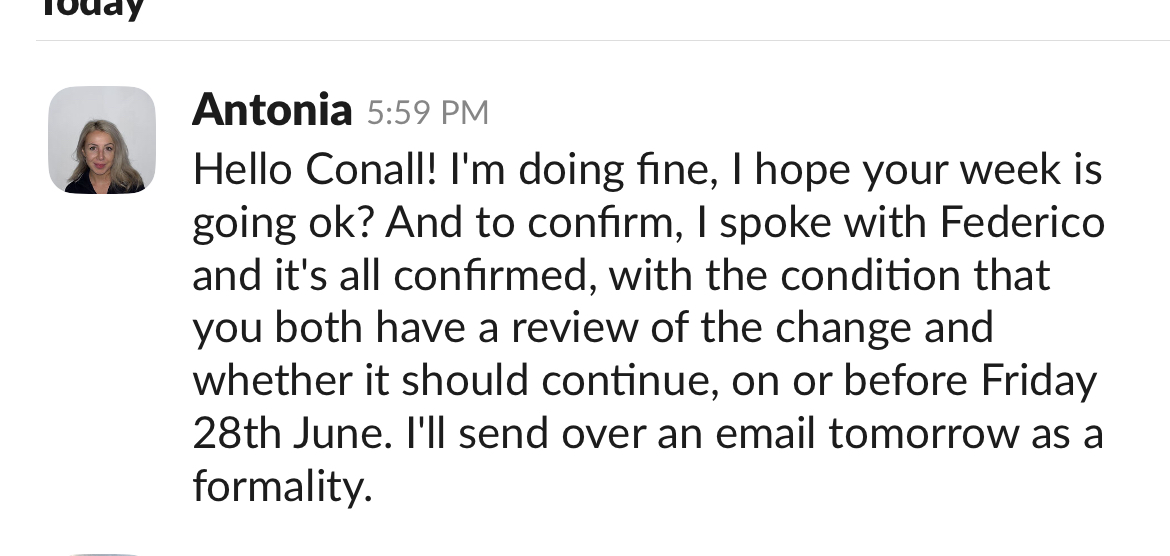 Today
Antonia 5:59 PM
Hello Conall! I'm doing fine, I hope your week is
going ok? And to confirm, I spoke with Federico
and it's all confirmed, with the condition that
you both have a review of the change and
whether it should continue, on or before Friday
28th June. I'll send over an email tomorrow as a
formality.